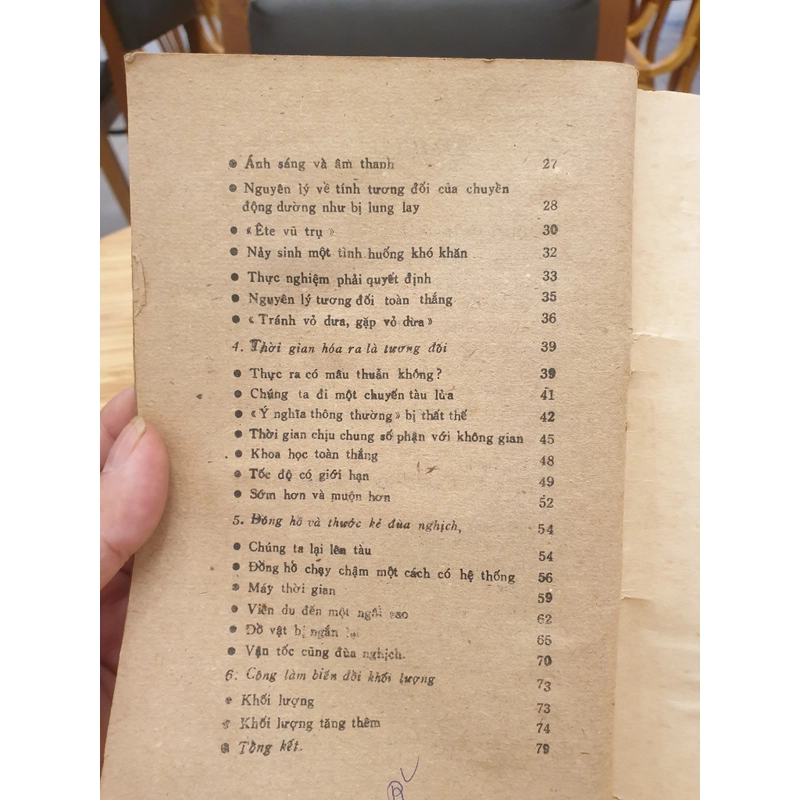 ● Ánh sáng và âm thanh 27
● Nguyên lý về tính tương đối của chuyển
động dường như bị lung lay 28
● «Ête vũ trụ» 30
● Nảy sinh một tình huống khó khăn 32
● Thực nghiệm phải quyết định 33
● Nguyên lý tương đối toàn thắng 35
● «Tránh vỏ dưa, gặp vỏ dừa» 36
4. Thời gian hóa ra là tương đối 39
● Thực ra có mâu thuẫn không? 39
● Chúng ta đi một chuyến tàu lửa 41
● «Ý nghĩa thông thường» bị thất thế 42
● Thời gian chịu chung số phận với không gian 45
● Khoa học toàn thắng 48
● Tốc độ có giới hạn 49
● Sớm hơn và muộn hơn 52
5. Đồng hồ và thước kẻ đùa nghịch, 54
● Chúng ta lại lên tàu 54
● Đồng hồ chạy chậm một cách có hệ thống 56
● Máy thời gian 59
● Viễn du đến một ngôi sao 62
● Đồ vật bị ngắn lại 65
● Vận tốc cũng đùa nghịch. 70
6. Công làm biến đổi khối lượng 73
● Khối lượng 73
● Khối lượng tăng thêm 74
● Tổng kết. 79